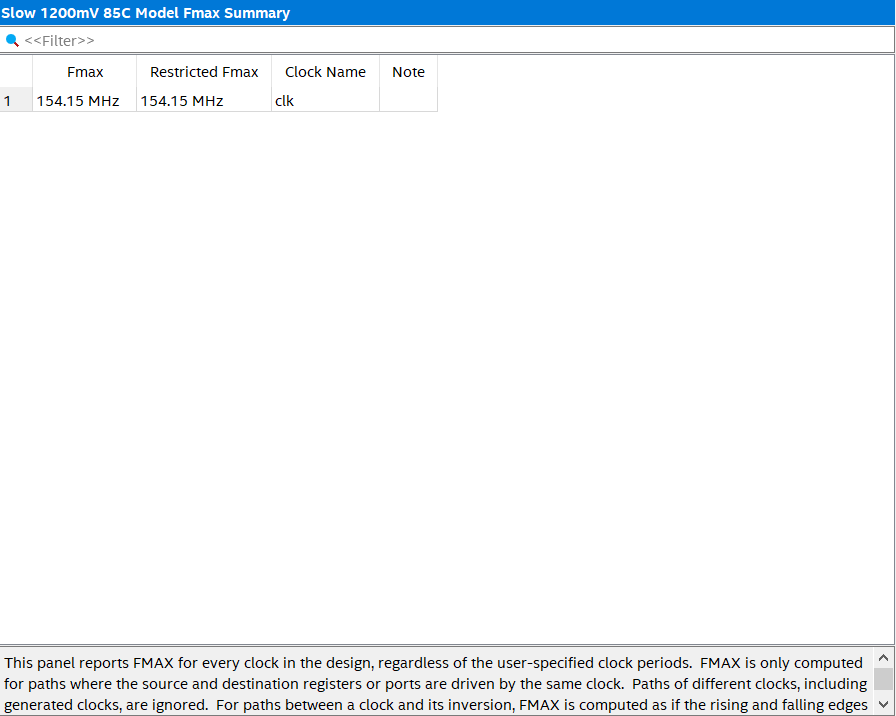 Slow 1200mV 85C Model Fmax Summary
<<Filter>>
Fmax Restricted Fmax Clock Name Note
1 154.15 MHz 154.15 MHz clk
This panel reports FMAX for every clock in the design, regardless of the user-specified clock periods.  FMAX is only computed
for paths where the source and destination registers or ports are driven by the same clock.  Paths of different clocks, including
generated clocks, are ignored.  For paths between a clock and its inversion, FMAX is computed as if the rising and falling edges